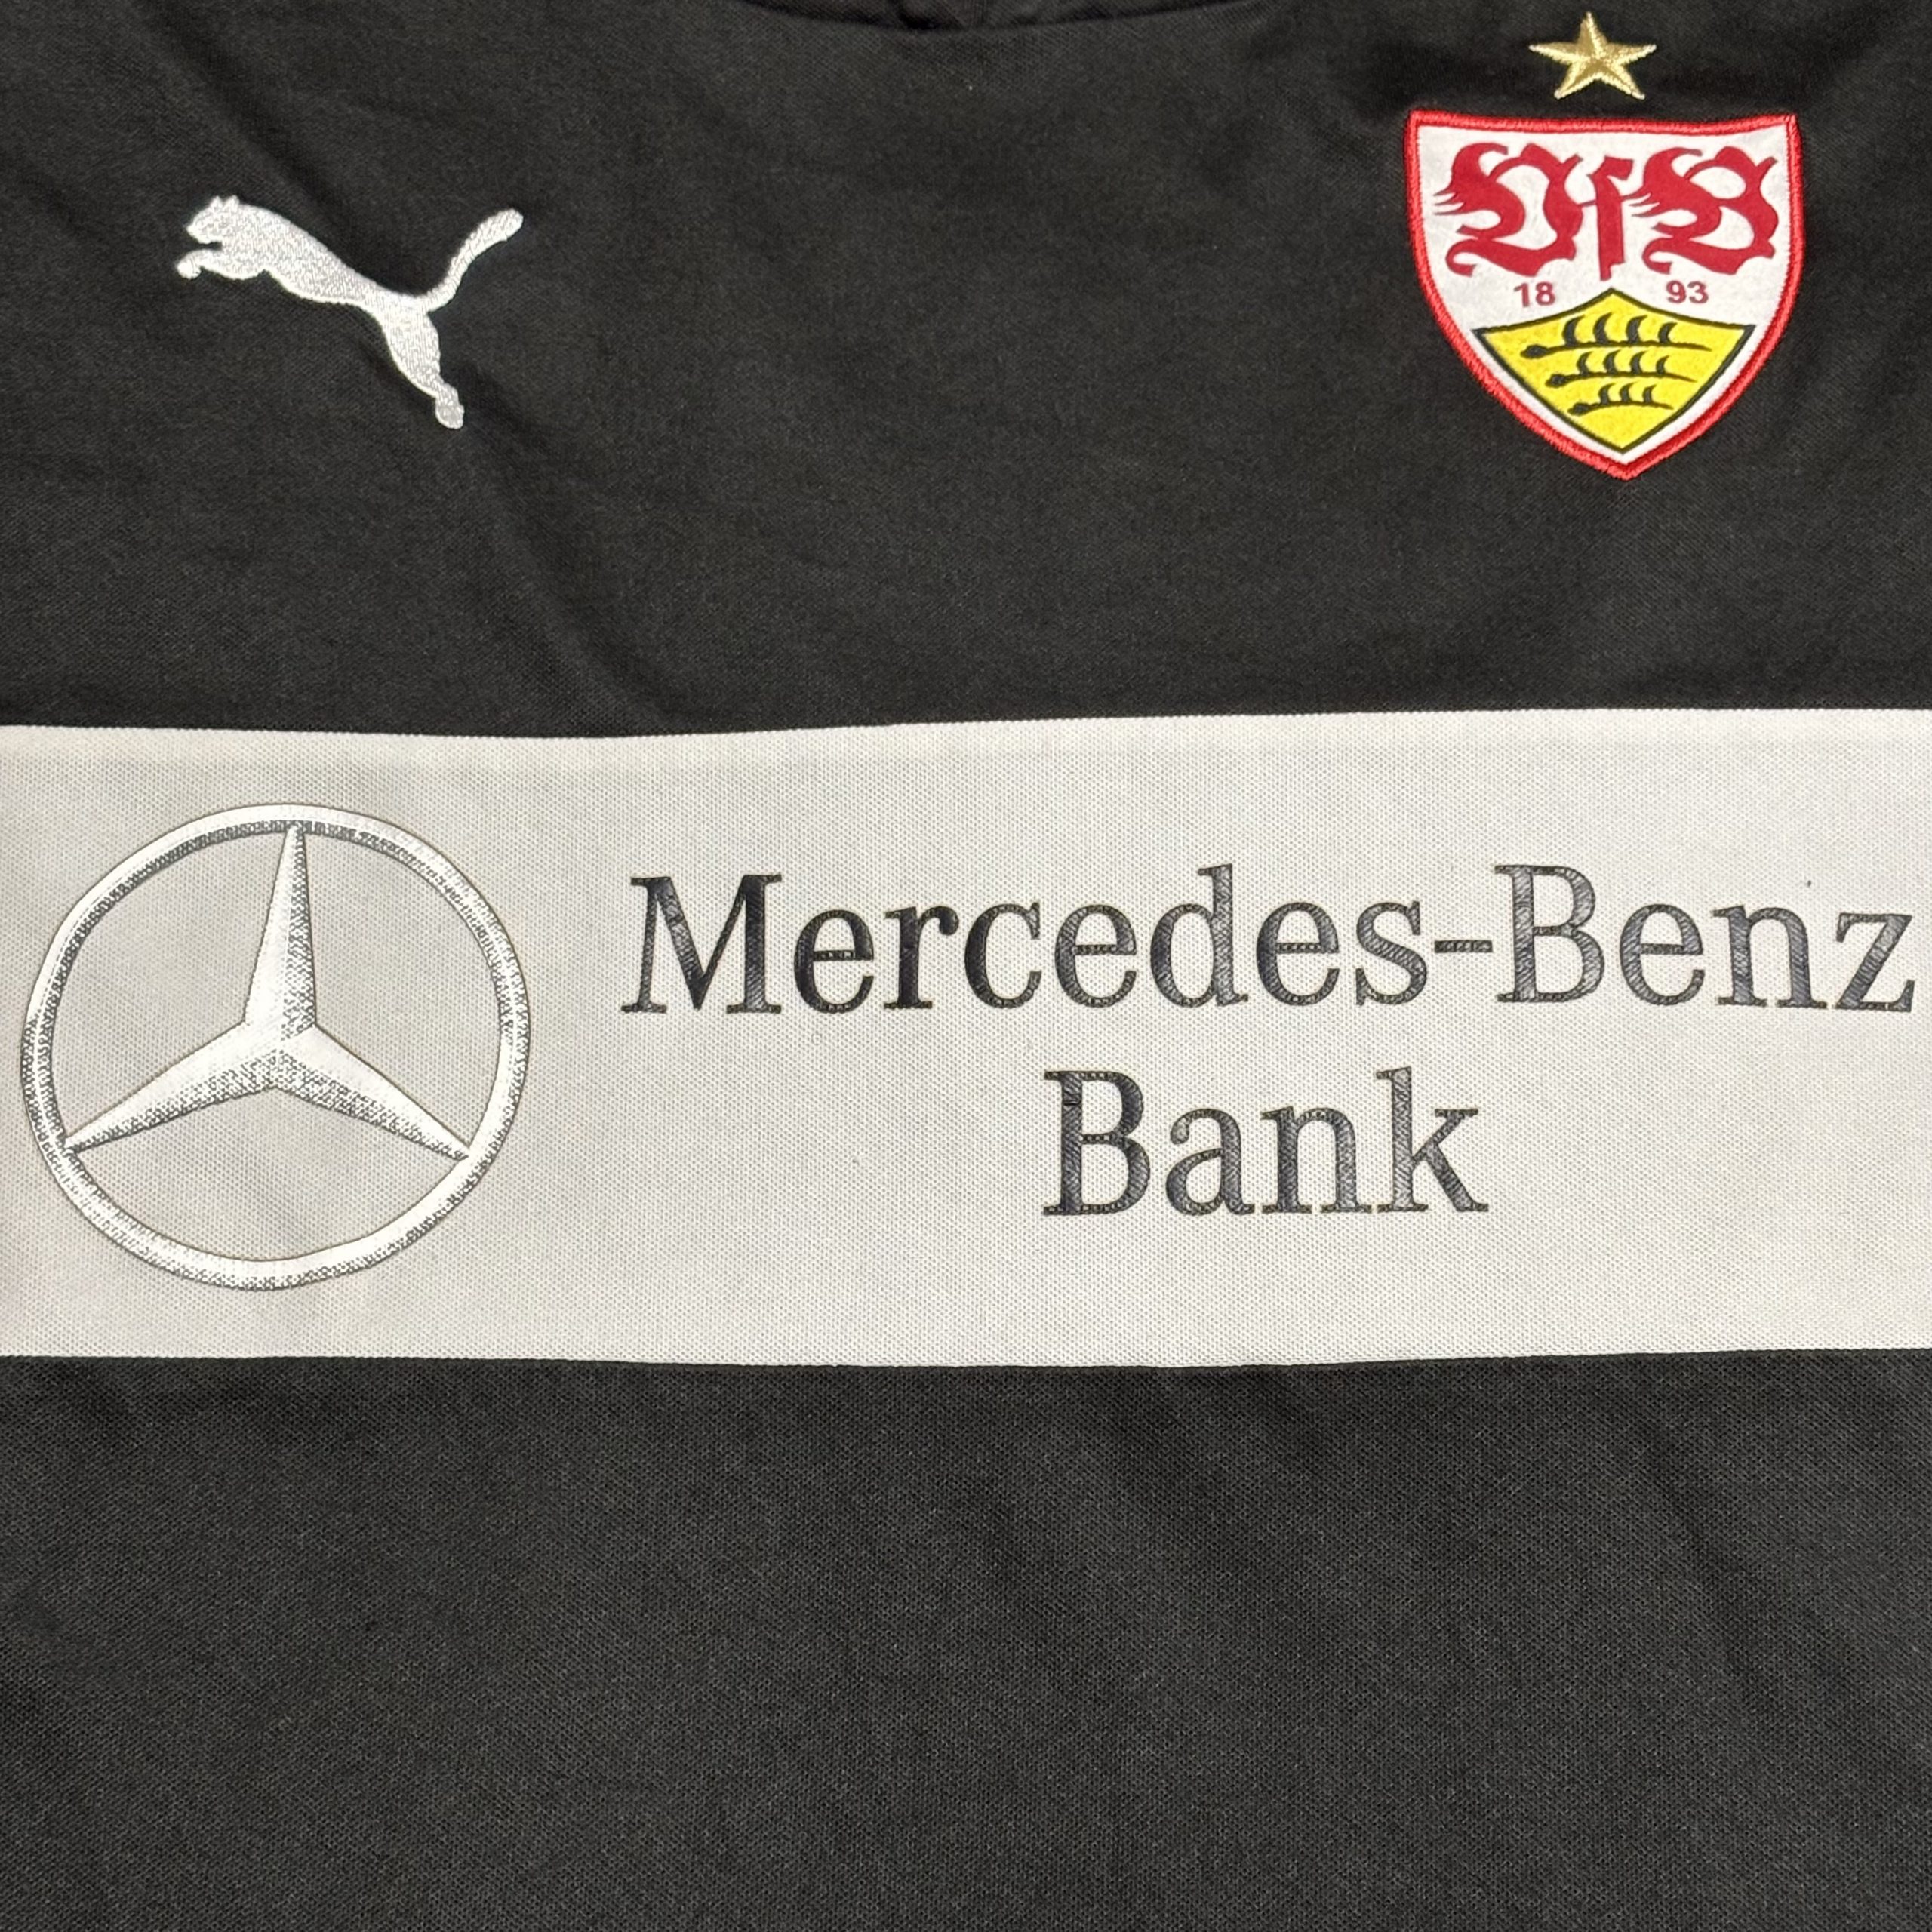 VfB
18 93
Mercedes-Benz
Bank